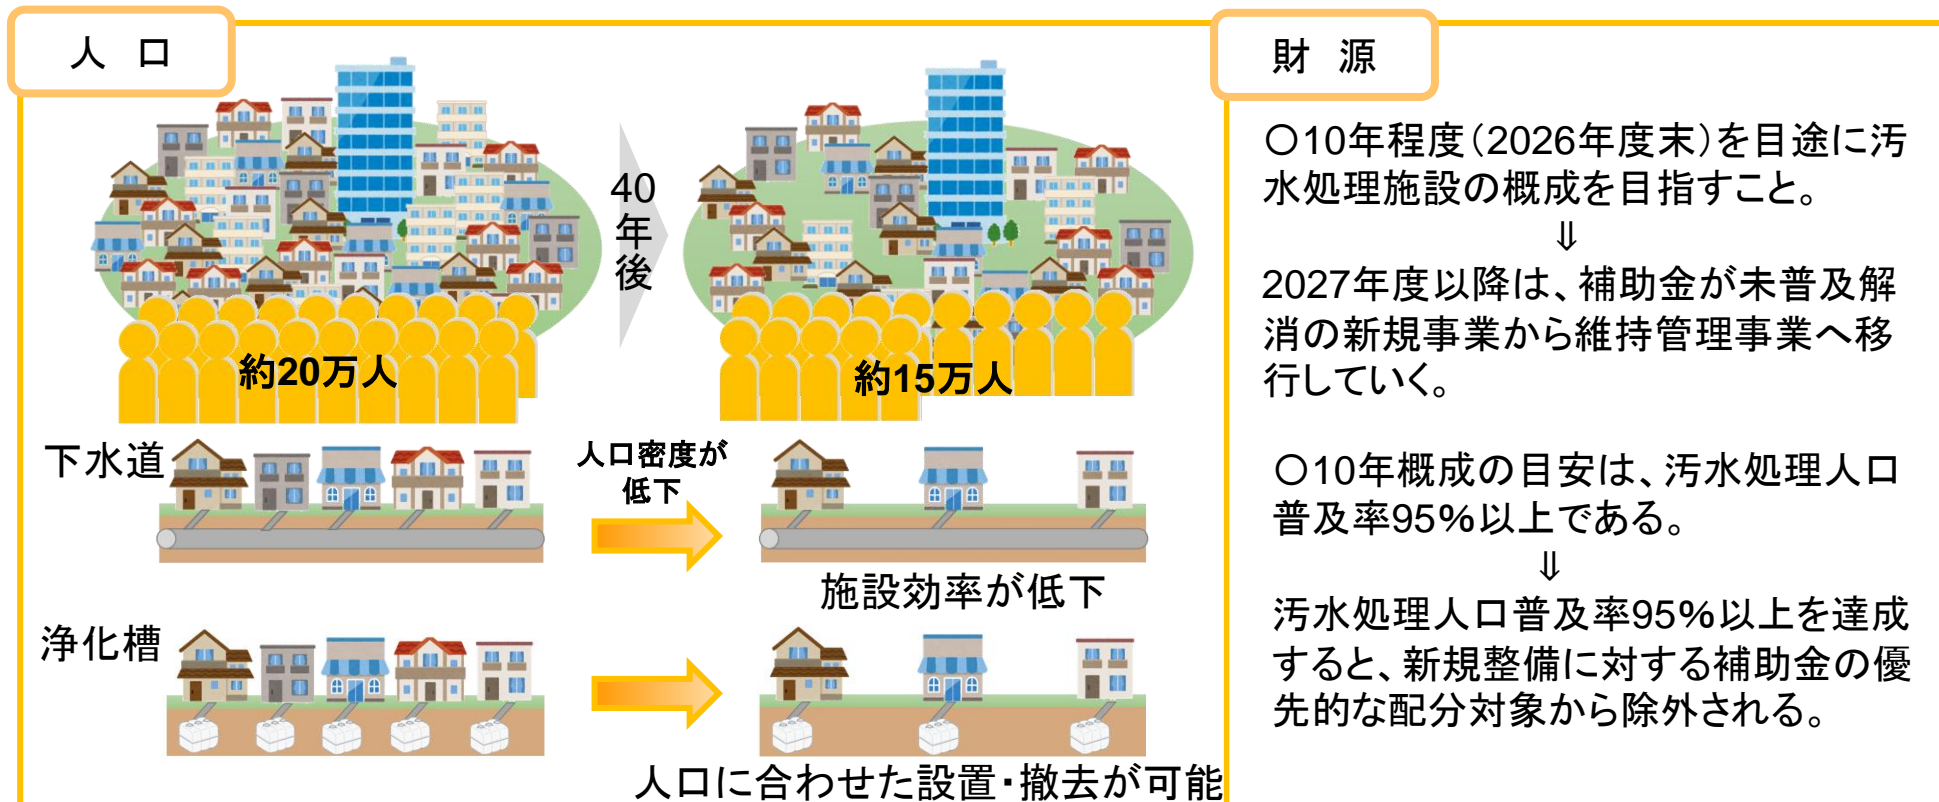 人　口
40年後
約20万人
約15万人
下水道
人口密度が
低下
施設効率が低下
浄化槽
人口に合わせた設置・撤去が可能
財　源
〇10年程度（2026年度末）を目途に汚
水処理施設の概成を目指すこと。
⇓
2027年度以降は、補助金が未普及解
消の新規事業から維持管理事業へ移
行していく。
〇10年概成の目安は、汚水処理人口
普及率95%以上である。
⇓
汚水処理人口普及率95%以上を達成
すると、新規整備に対する補助金の優
先的な配分対象から除外される。